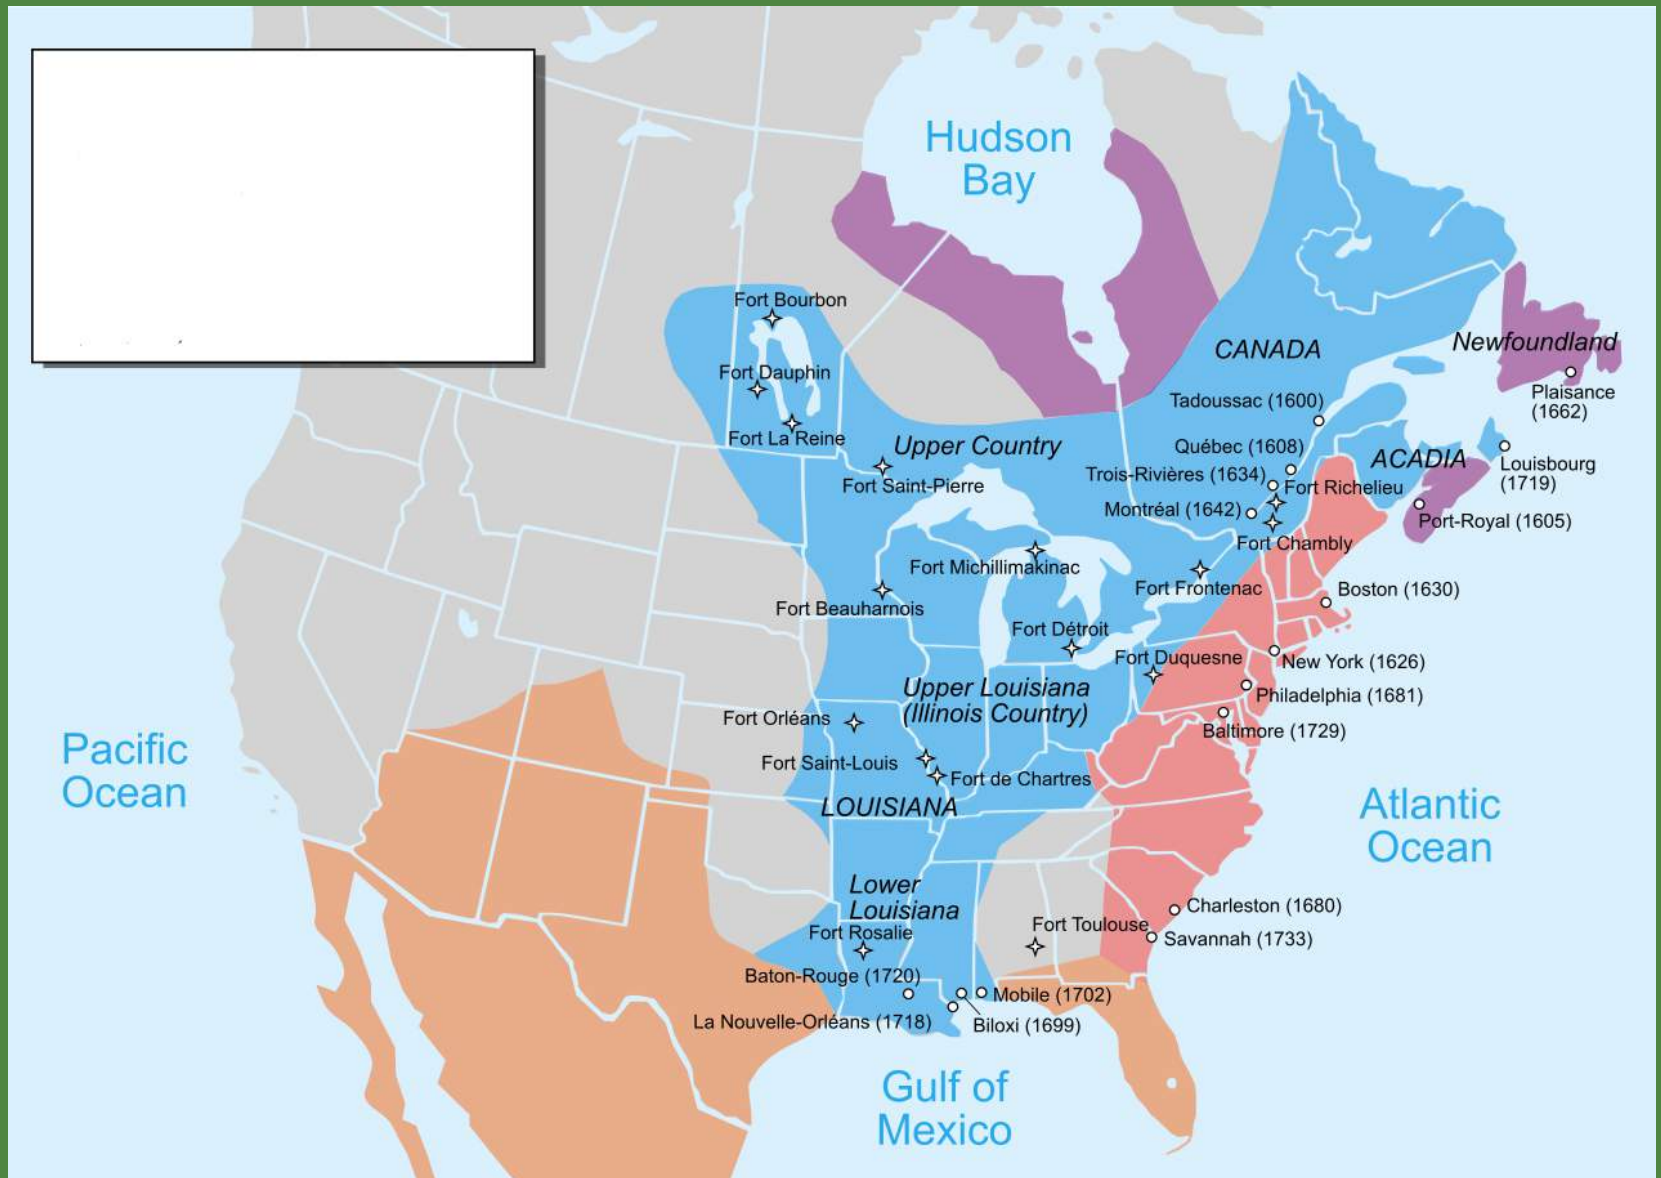 Hudson
Bay
Fort Bourbon
CANADA
Newfoundland
Fort Dauphin
Plaisance
(1662)
Tadoussac (1600)
Fort La Reine
Upper Country
Québec (1608)
ACADIA
Louisbourg
(1719)
Trois-Rivières (1634)
Fort Richelieu
Fort Saint-Pierre
Montréal (1642)
Port-Royal (1605)
Fort Chambly
Fort Michillimakinac
Fort Frontenac
Boston (1630)
Fort Beauharnois
Fort Détroit
Fort Duquesne
New York (1626)
Upper Louisiana
(Illinois Country)
Philadelphia (1681)
Fort Orléans
Baltimore (1729)
Pacific
Ocean
Fort Saint-Louis
Fort de Chartres
LOUISIANA
Atlantic
Ocean
Lower
Louisiana
Charleston (1680)
Fort Toulouse
Fort Rosalie
Savannah (1733)
Baton-Rouge (1720)
Mobile (1702)
La Nouvelle-Orléans (1718)
Biloxi (1699)
Gulf of
Mexico